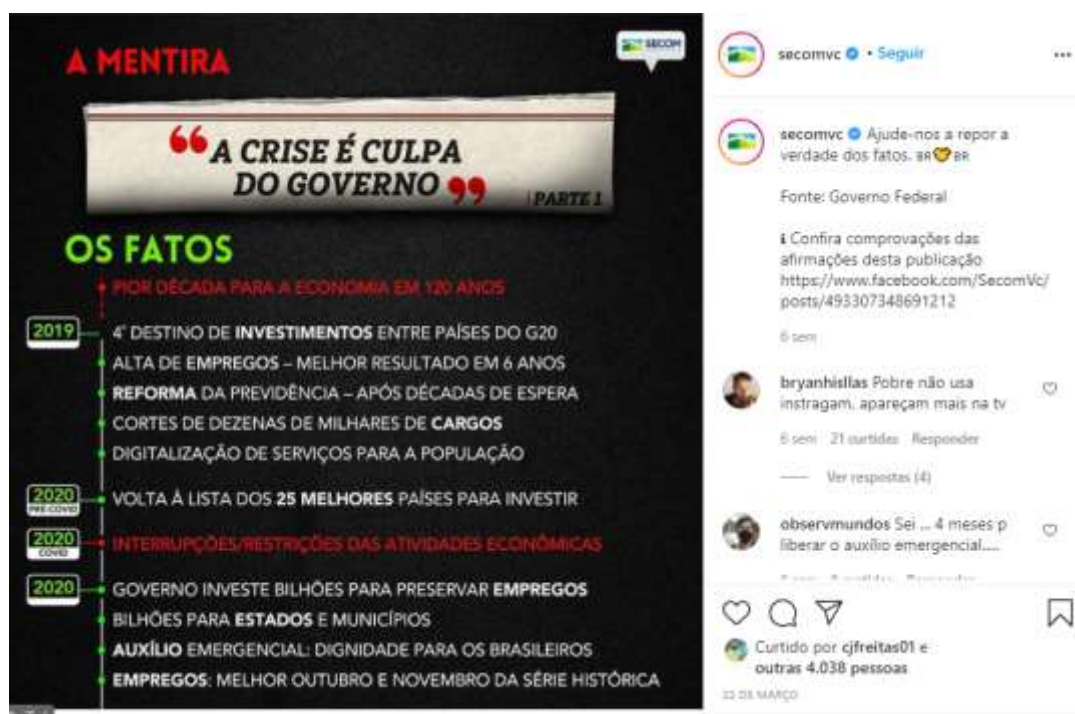 A MENTIRA
SECOM
“A CRISE É CULPA
DO GOVERNO”
PARTE 1
OS FATOS
PIOR DÉCADA PARA A ECONOMIA EM 120 ANOS
2019
4º DESTINO DE INVESTIMENTOS ENTRE PAÍSES DO G20
ALTA DE EMPREGOS – MELHOR RESULTADO EM 6 ANOS
REFORMA DA PREVIDÊNCIA – APÓS DÉCADAS DE ESPERA
CORTES DE DEZENAS DE MILHARES DE CARGOS
DIGITALIZAÇÃO DE SERVIÇOS PARA A POPULAÇÃO
2020
PRÉ-COVID
VOLTA À LISTA DOS 25 MELHORES PAÍSES PARA INVESTIR
2020
COVID
INTERRUPÇÕES/RESTRIÇÕES DAS ATIVIDADES ECONÔMICAS
2020
GOVERNO INVESTE BILHÕES PARA PRESERVAR EMPREGOS
BILHÕES PARA ESTADOS E MUNICÍPIOS
AUXÍLIO EMERGENCIAL: DIGNIDADE PARA OS BRASILEIROS
EMPREGOS: MELHOR OUTUBRO E NOVEMBRO DA SÉRIE HISTÓRICA
secomvc • Seguir
secomvc Ajude-nos a repor a
verdade dos fatos. BR BR
Fonte: Governo Federal
ℹ Confira comprovações das
afirmações desta publicação
https://www.facebook.com/SecomVc/
posts/493307348691212
6 sem
bryanhisllas Pobre não usa
instragam. apareçam mais na tv
6 sem 21 curtidas Responder
Ver respostas (4)
observmundos Sei ... 4 meses p
liberar o auxílio emergencial.....
Curtido por cjfreitas01 e
outras 4.038 pessoas
22 DE MARÇO